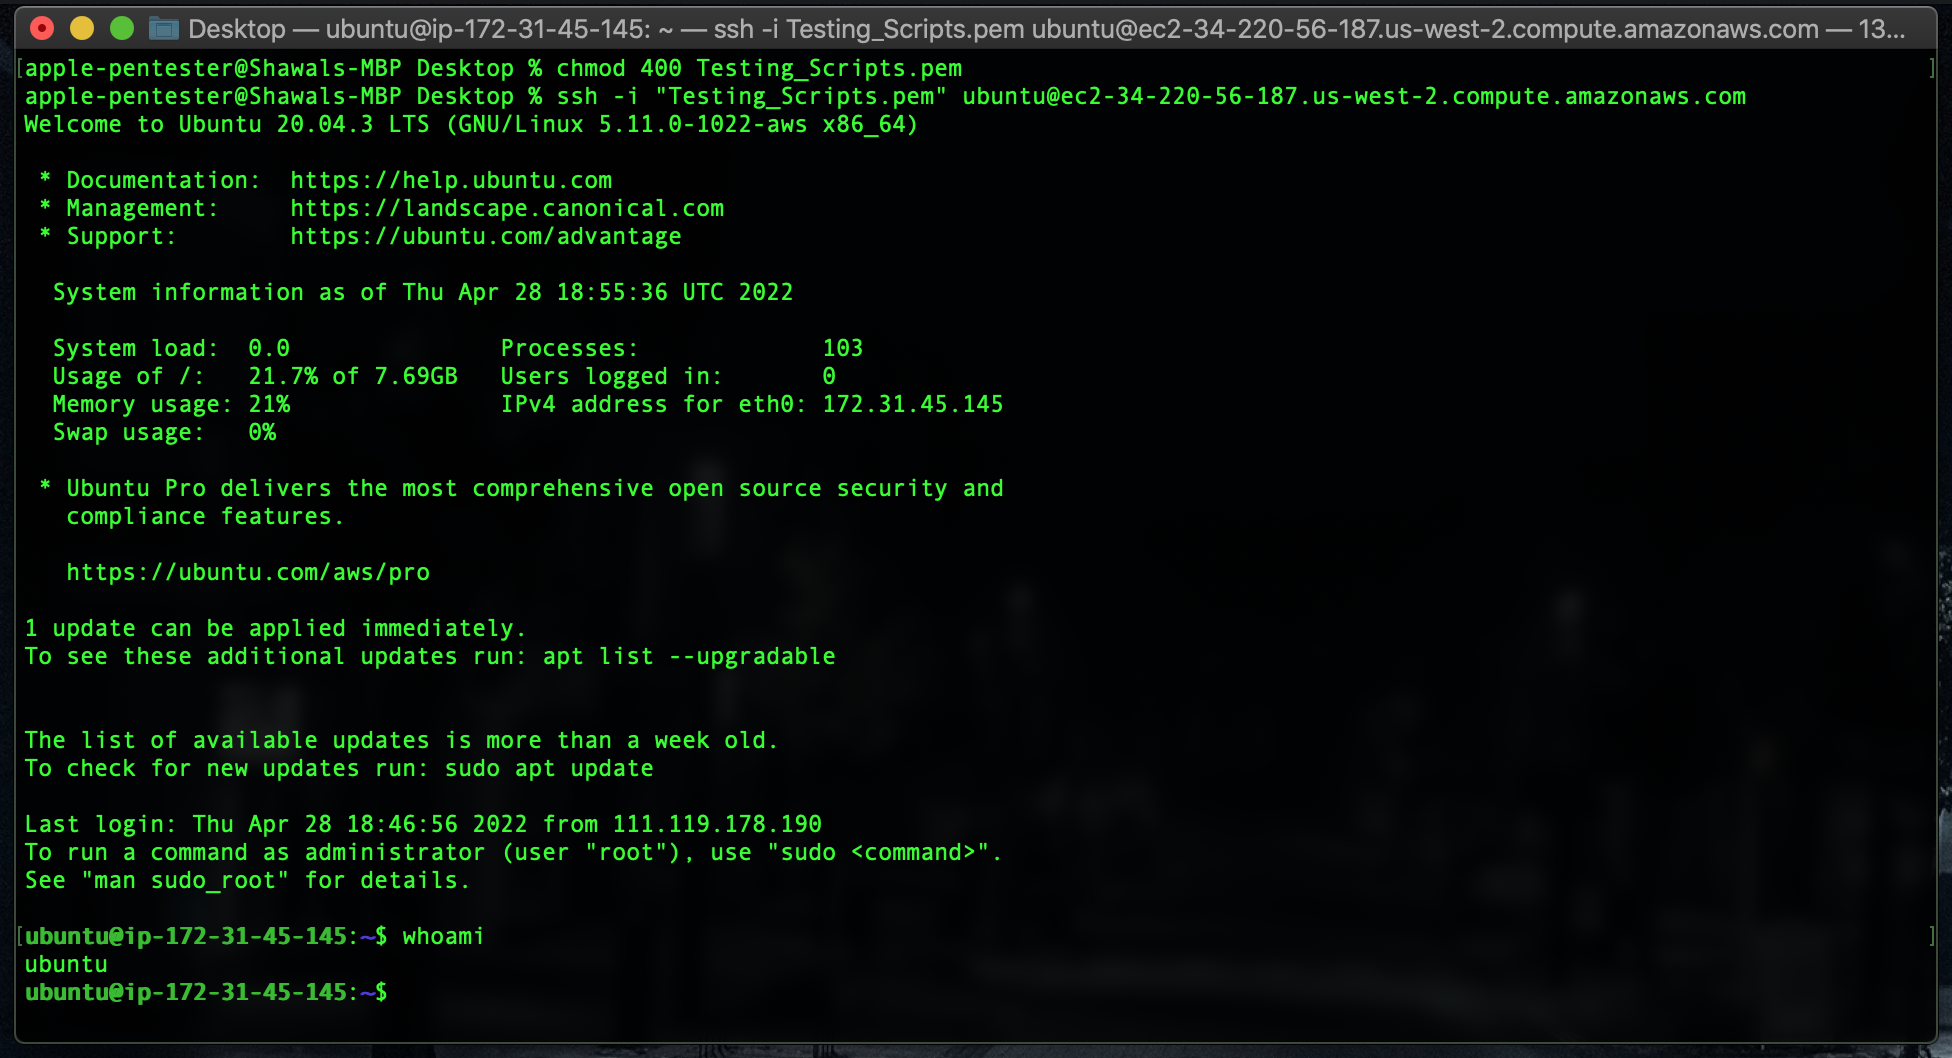 Desktop — ubuntu@ip-172-31-45-145: ~ — ssh -i Testing_Scripts.pem ubuntu@ec2-34-220-56-187.us-west-2.compute.amazonaws.com — 13...
[apple-pentester@Shawals-MBP Desktop % chmod 400 Testing_Scripts.pem ]
apple-pentester@Shawals-MBP Desktop % ssh -i "Testing_Scripts.pem" ubuntu@ec2-34-220-56-187.us-west-2.compute.amazonaws.com
Welcome to Ubuntu 20.04.3 LTS (GNU/Linux 5.11.0-1022-aws x86_64)
 * Documentation:  https://help.ubuntu.com
 * Management:     https://landscape.canonical.com
 * Support:        https://ubuntu.com/advantage
  System information as of Thu Apr 28 18:55:36 UTC 2022
  System load:  0.0               Processes:             103
  Usage of /:   21.7% of 7.69GB   Users logged in:       0
  Memory usage: 21%               IPv4 address for eth0: 172.31.45.145
  Swap usage:   0%
 * Ubuntu Pro delivers the most comprehensive open source security and
   compliance features.
   https://ubuntu.com/aws/pro
1 update can be applied immediately.
To see these additional updates run: apt list --upgradable
The list of available updates is more than a week old.
To check for new updates run: sudo apt update
Last login: Thu Apr 28 18:46:56 2022 from 111.119.178.190
To run a command as administrator (user "root"), use "sudo <command>".
See "man sudo_root" for details.
[ubuntu@ip-172-31-45-145:~$ whoami ]
ubuntu
ubuntu@ip-172-31-45-145:~$